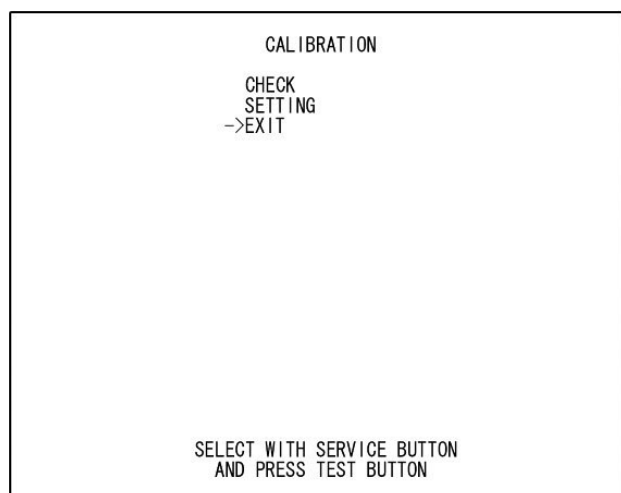 CALIBRATION
CHECK
SETTING
->EXIT
SELECT WITH SERVICE BUTTON
AND PRESS TEST BUTTON